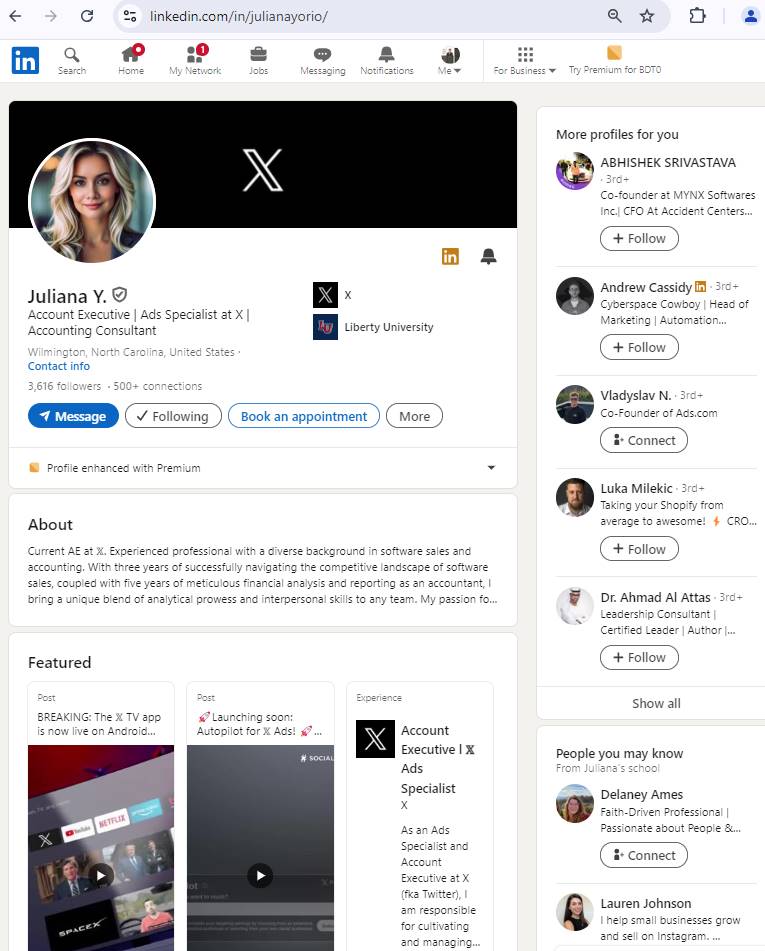 linkedin.com/in/julianayorio/
in
Search
Home
1
My Network
Jobs
Messaging
Notifications
Me
For Business
Try Premium for BDT0
X
in
Juliana Y.
Account Executive | Ads Specialist at X |
Accounting Consultant
Wilmington, North Carolina, United States ·
Contact info
3,616 followers · 500+ connections
X
Liberty University
Message
Following
Book an appointment
More
Profile enhanced with Premium
About
Current AE at 𝕏. Experienced professional with a diverse background in software sales and
accounting. With three years of successfully navigating the competitive landscape of software
sales, coupled with five years of meticulous financial analysis and reporting as an accountant, I
bring a unique blend of analytical prowess and interpersonal skills to any team. My passion fo...
Featured
Post
BREAKING: The 𝕏 TV app
is now live on Android...
YouTube
NETFLIX
SPACEX
Post
🚀Launching soon:
Autopilot for 𝕏 Ads! 🚀...
# SOCIAL
Experience
Account
Executive l 𝕏
Ads
Specialist
X
As an Ads
Specialist and
Account
Executive at X
(fka Twitter), I
am responsible
for cultivating
and managing...
More profiles for you
ABHISHEK SRIVASTAVA
· 3rd+
Co-founder at MYNX Softwares
Inc.| CFO At Accident Centers...
+ Follow
Andrew Cassidy in · 3rd+
Cyberspace Cowboy | Head of
Marketing | Automation...
+ Follow
Vladyslav N. · 3rd+
Co-Founder of Ads.com
Connect
Luka Milekic · 3rd+
Taking your Shopify from
average to awesome! ⚡ CRO...
+ Follow
Dr. Ahmad Al Attas · 3rd+
Leadership Consultant |
Certified Leader | Author |...
+ Follow
Show all
People you may know
From Juliana's school
Delaney Ames
Faith-Driven Professional |
Passionate about People &...
Connect
Lauren Johnson
I help small businesses grow
and sell on Instagram. ...